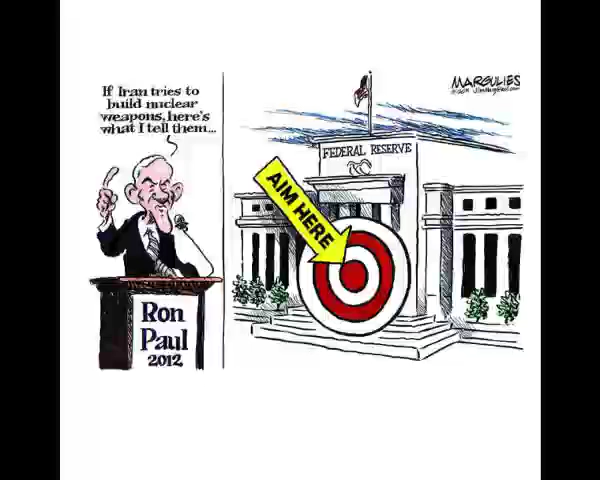 If Iran tries to
build nuclear
weapons, here's
what I tell them...
Ron
Paul
2012
MARGULIES
FEDERAL RESERVE
AIM HERE